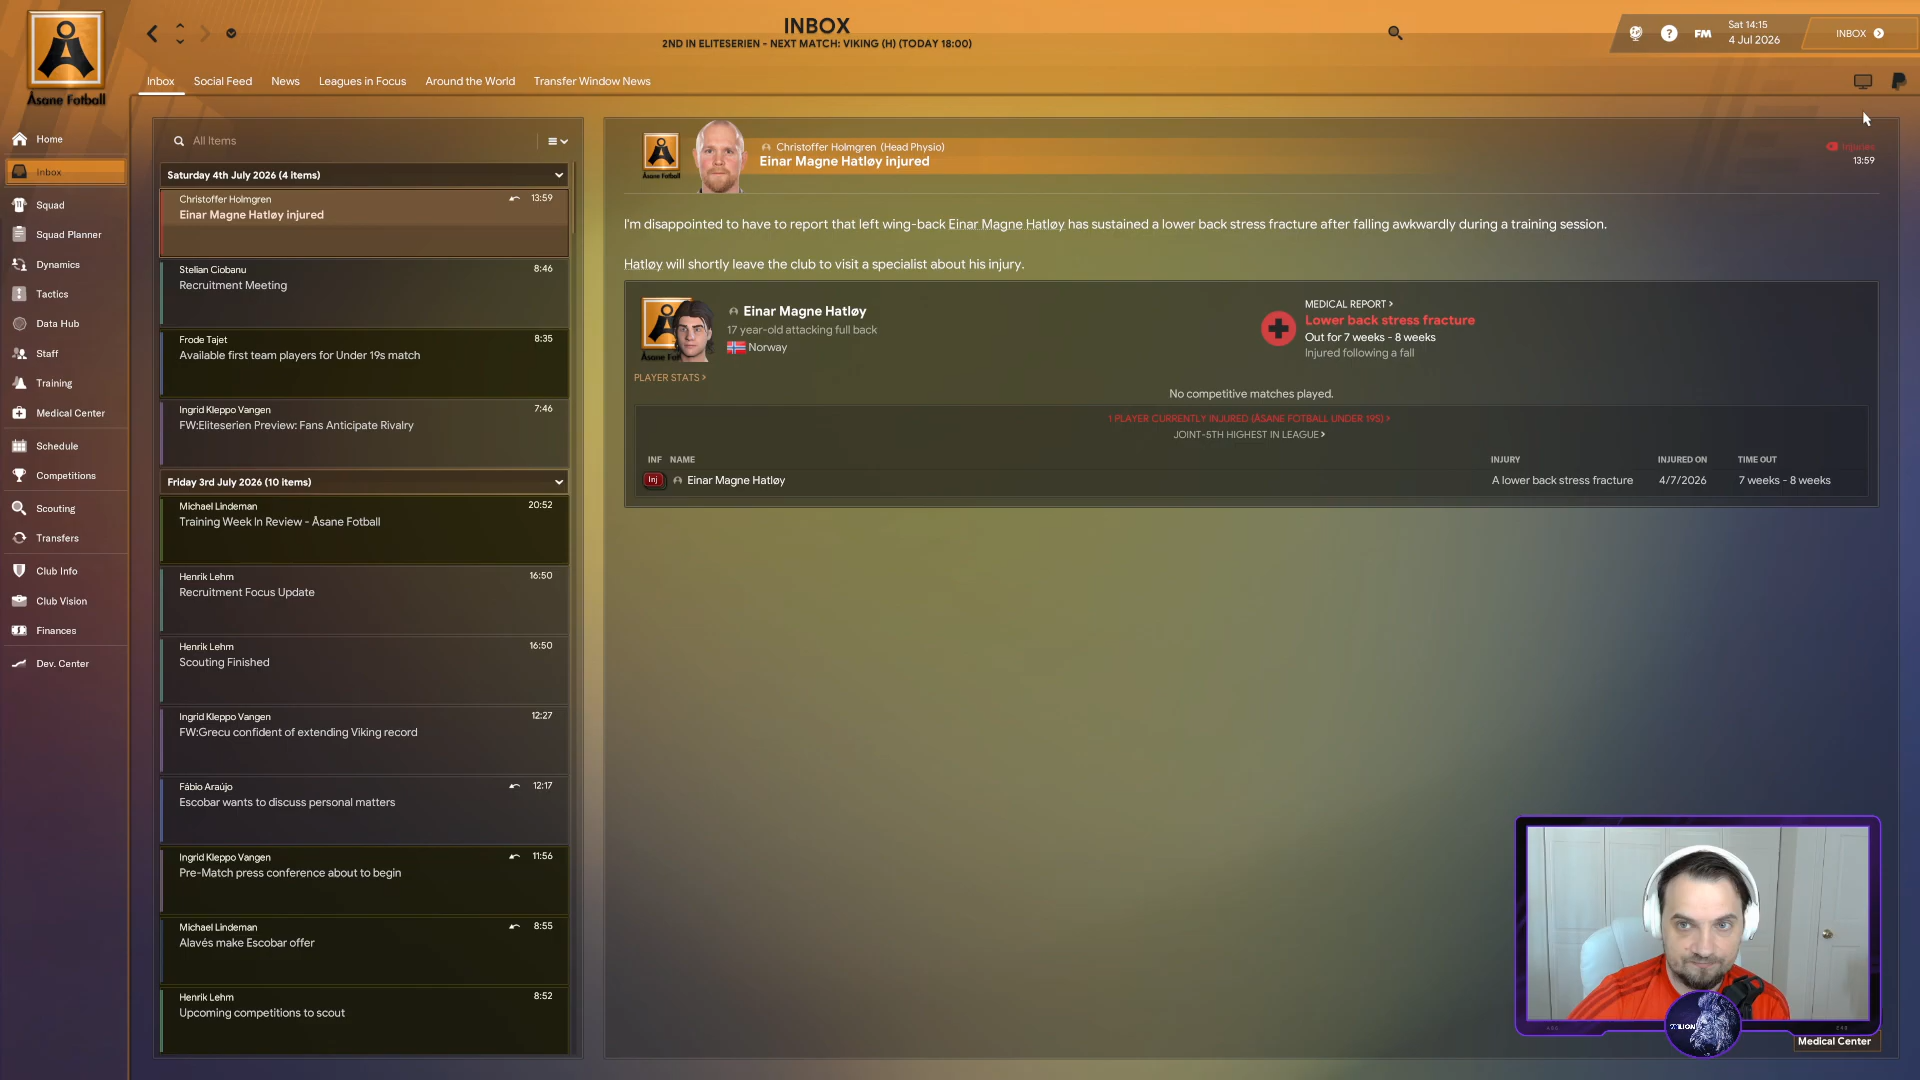 INBOX
2ND IN ELITESERIEN - NEXT MATCH: VIKING (H) (TODAY 18:00)
FM
Sat 14:15
4 Jul 2026
INBOX
Inbox
Social Feed
News
Leagues in Focus
Around the World
Transfer Window News
Åsane Fotball
Home
Inbox
Squad
Squad Planner
Dynamics
Tactics
Data Hub
Staff
Training
Medical Center
Schedule
Competitions
Scouting
Transfers
Club Info
Club Vision
Finances
Dev. Center
All Items
Saturday 4th July 2026 (4 items)
Christoffer Holmgren 13:59
Einar Magne Hatløy injured
Stelian Ciobanu 8:46
Recruitment Meeting
Frode Tajet 8:35
Available first team players for Under 19s match
Ingrid Kleppo Vangen 7:46
FW:Eliteserien Preview: Fans Anticipate Rivalry
Friday 3rd July 2026 (10 items)
Michael Lindeman 20:52
Training Week In Review - Åsane Fotball
Henrik Lehm 16:50
Recruitment Focus Update
Henrik Lehm 16:50
Scouting Finished
Ingrid Kleppo Vangen 12:27
FW:Grecu confident of extending Viking record
Fábio Araújo 12:17
Escobar wants to discuss personal matters
Ingrid Kleppo Vangen 11:56
Pre-Match press conference about to begin
Michael Lindeman 8:55
Alavés make Escobar offer
Henrik Lehm 8:52
Upcoming competitions to scout
Åsane Fotball
Christoffer Holmgren (Head Physio)
Einar Magne Hatløy injured
Injuries
13:59
I'm disappointed to have to report that left wing-back Einar Magne Hatløy has sustained a lower back stress fracture after falling awkwardly during a training session.
Hatløy will shortly leave the club to visit a specialist about his injury.
Einar Magne Hatløy
17 year-old attacking full back
Norway
PLAYER STATS >
MEDICAL REPORT >
Lower back stress fracture
Out for 7 weeks - 8 weeks
Injured following a fall
No competitive matches played.
1 PLAYER CURRENTLY INJURED (ÅSANE FOTBALL UNDER 19S) >
JOINT-5TH HIGHEST IN LEAGUE >
INF NAME INJURY INJURED ON TIME OUT
Inj Einar Magne Hatløy A lower back stress fracture 4/7/2026 7 weeks - 8 weeks
Medical Center